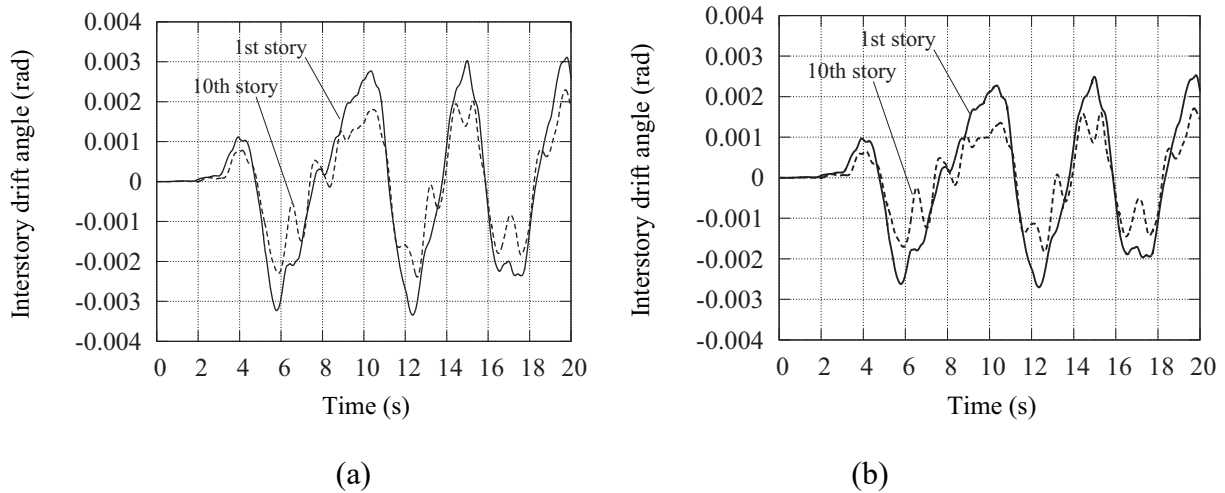 0.004
0.003
0.002
0.001
0
-0.001
-0.002
-0.003
-0.004
0 2 4 6 8 10 12 14 16 18 20
Interstory drift angle (rad)
Time (s)
1st story
10th story
(a)
0.004
0.003
0.002
0.001
0
-0.001
-0.002
-0.003
-0.004
0 2 4 6 8 10 12 14 16 18 20
Interstory drift angle (rad)
Time (s)
1st story
10th story
(b)